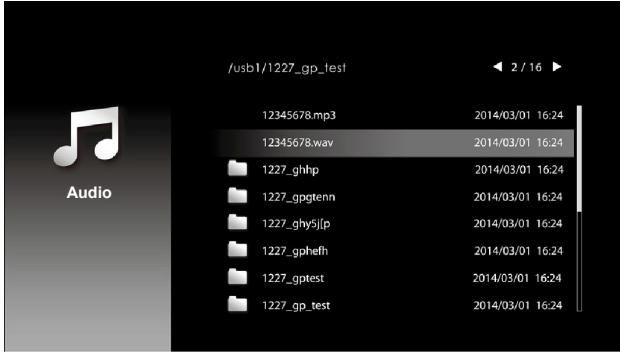 /usb1/1227_gp_test ◀ 2 / 16 ▶
12345678.mp3 2014/03/01 16:24
12345678.wav 2014/03/01 16:24
Audio
1227_ghhp 2014/03/01 16:24
1227_gpgtenn 2014/03/01 16:24
1227_ghy5j[p 2014/03/01 16:24
1227_gphefh 2014/03/01 16:24
1227_gptest 2014/03/01 16:24
1227_gp_test 2014/03/01 16:24